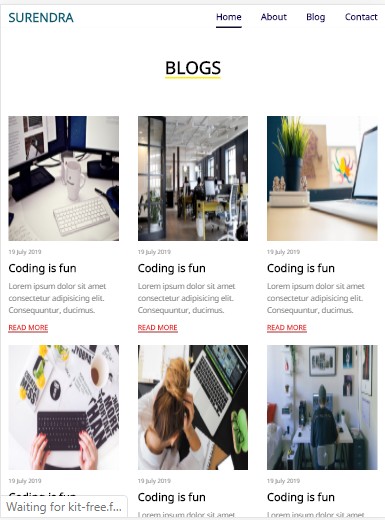 SURENDRA
Home About Blog Contact
BLOGS
19 July 2019
Coding is fun
Lorem ipsum dolor sit amet
consectetur adipisicing elit.
Consequuntur, ducimus.
READ MORE
19 July 2019
Coding is fun
Lorem ipsum dolor sit amet
consectetur adipisicing elit.
Consequuntur, ducimus.
READ MORE
19 July 2019
Coding is fun
Lorem ipsum dolor sit amet
consectetur adipisicing elit.
Consequuntur, ducimus.
READ MORE
19 July 2019
Coding is fun
19 July 2019
Coding is fun
Lorem ipsum dolor sit amet
19 July 2019
Coding is fun
Lorem ipsum dolor sit amet
Waiting for kit-free.f...